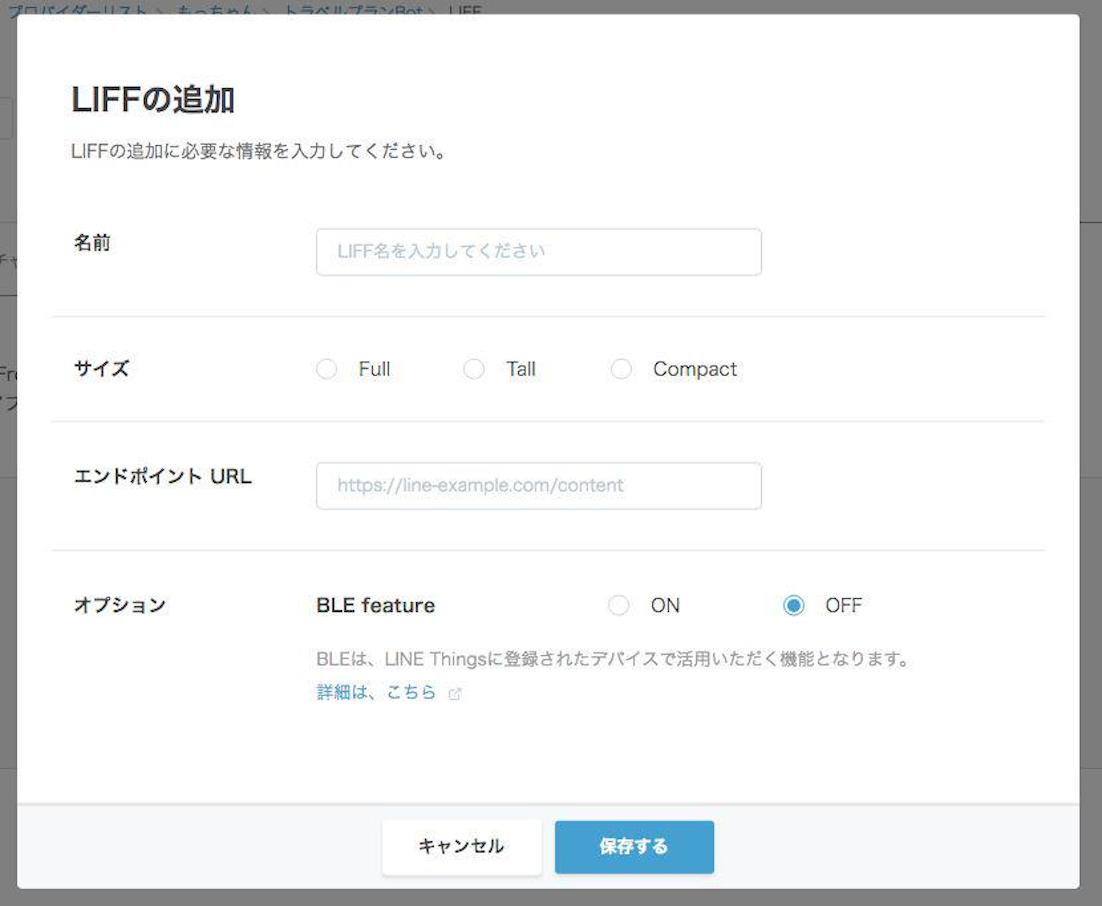 プロバイダーリスト > もっちゃん > トラベルプランBot > LIFF
LIFFの追加
LIFFの追加に必要な情報を入力してください。
名前
LIFF名を入力してください
サイズ
Full
Tall
Compact
エンドポイント URL
https://line-example.com/content
オプション
BLE feature
ON
OFF
BLEは、LINE Thingsに登録されたデバイスで活用いただく機能となります。
詳細は、こちら
キャンセル
保存する